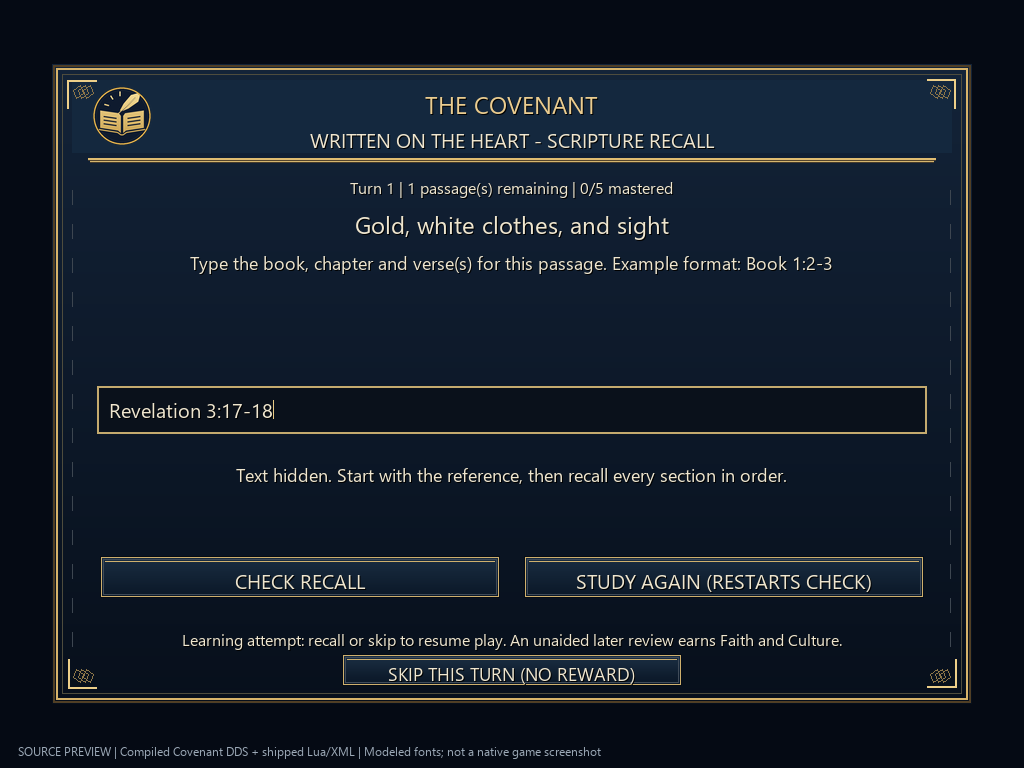 THE COVENANT
WRITTEN ON THE HEART - SCRIPTURE RECALL
Turn 1 | 1 passage(s) remaining | 0/5 mastered
Gold, white clothes, and sight
Type the book, chapter and verse(s) for this passage. Example format: Book 1:2-3
Revelation 3:17-18
Text hidden. Start with the reference, then recall every section in order.
CHECK RECALL
STUDY AGAIN (RESTARTS CHECK)
Learning attempt: recall or skip to resume play. An unaided later review earns Faith and Culture.
SKIP THIS TURN (NO REWARD)
SOURCE PREVIEW | Compiled Covenant DDS + shipped Lua/XML | Modeled fonts; not a native game screenshot